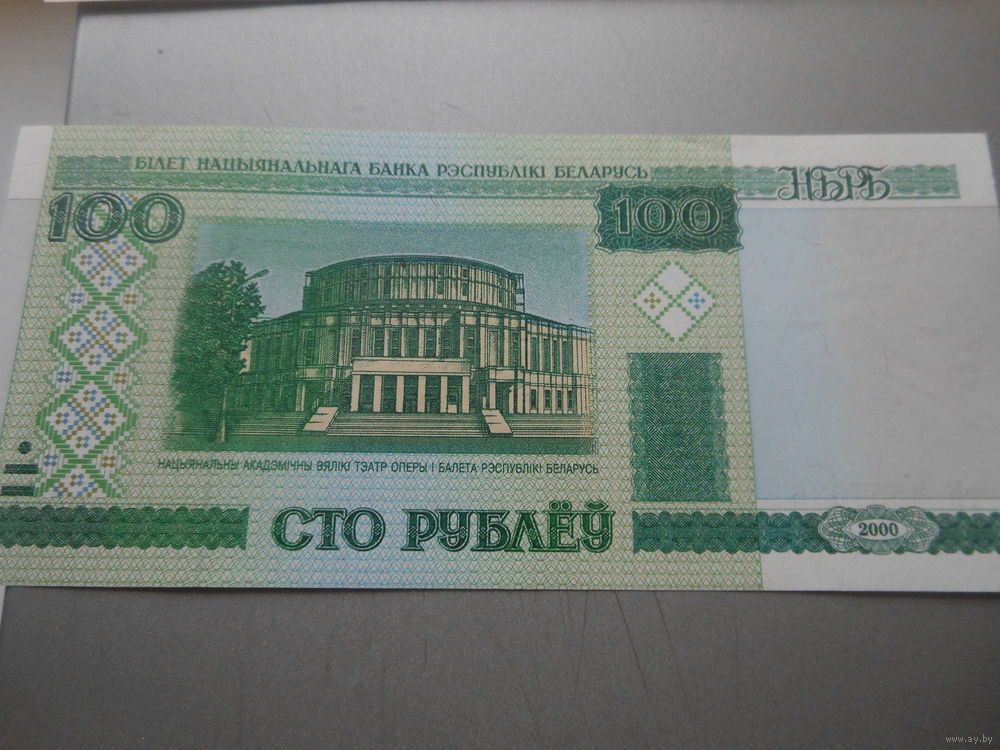 БІЛЕТ НАЦЫЯНАЛЬНАГА БАНКА РЭСПУБЛІКІ БЕЛАРУСЬ
НБРБ
100
100
НАЦЫЯНАЛЬНЫ АКАДЭМІЧНЫ ВЯЛІКІ ТЭАТР ОПЕРЫ І БАЛЕТА РЭСПУБЛІКІ БЕЛАРУСЬ
СТО РУБЛЁЎ
2000
www.ay.by